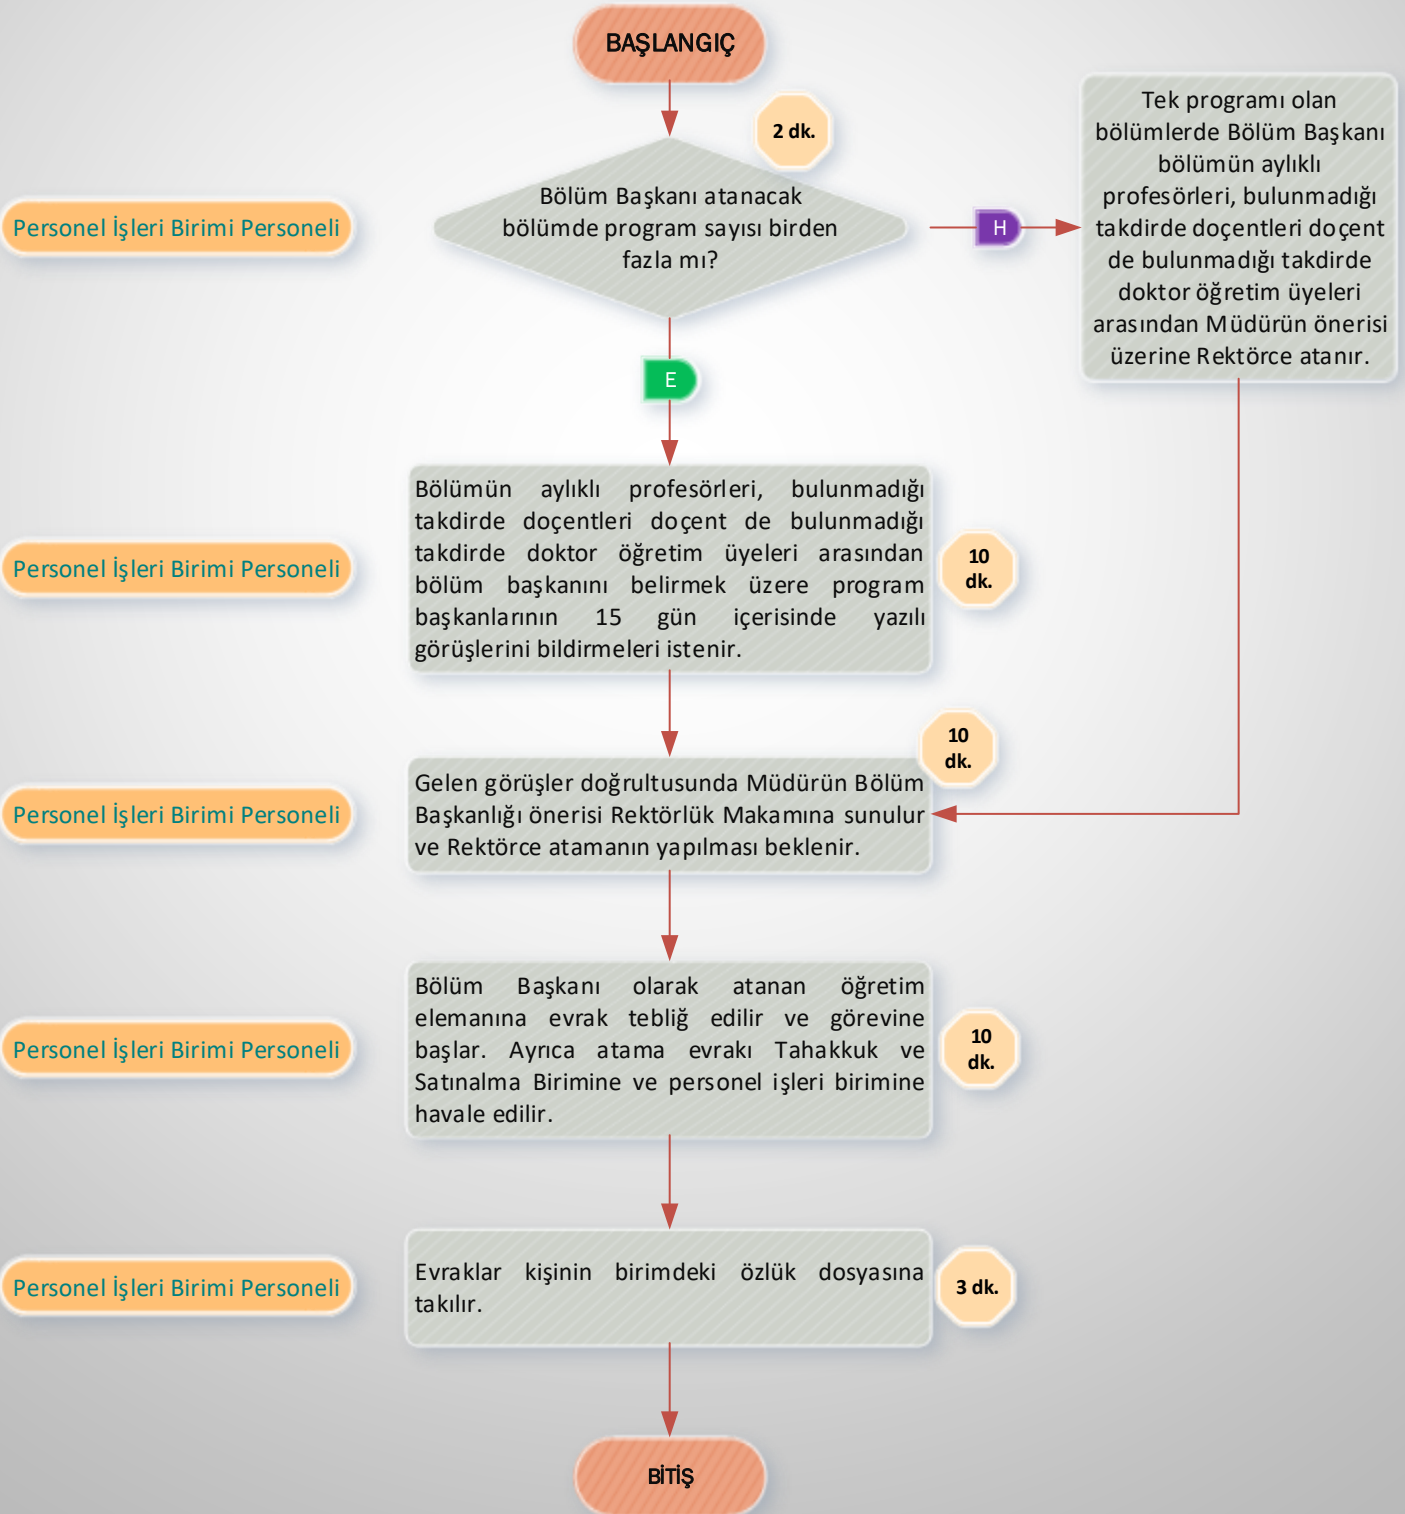 BAŞLANGIÇ
2 dk.
Personel İşleri Birimi Personeli
Bölüm Başkanı atanacak
bölümde program sayısı birden
fazla mı?
H
Tek programı olan
bölümlerde Bölüm Başkanı
bölümün aylıklı
profesörleri, bulunmadığı
takdirde doçentleri doçent
de bulunmadığı takdirde
doktor öğretim üyeleri
arasından Müdürün önerisi
üzerine Rektörce atanır.
E
Personel İşleri Birimi Personeli
Bölümün aylıklı profesörleri, bulunmadığı
takdirde doçentleri doçent de bulunmadığı
takdirde doktor öğretim üyeleri arasından
bölüm başkanını belirmek üzere program
başkanlarının 15 gün içerisinde yazılı
görüşlerini bildirmeleri istenir.
10
dk.
Personel İşleri Birimi Personeli
Gelen görüşler doğrultusunda Müdürün Bölüm
Başkanlığı önerisi Rektörlük Makamına sunulur
ve Rektörce atamanın yapılması beklenir.
10
dk.
Personel İşleri Birimi Personeli
Bölüm Başkanı olarak atanan öğretim
elemanına evrak tebliğ edilir ve görevine
başlar. Ayrıca atama evrakı Tahakkuk ve
Satınalma Birimine ve personel işleri birimine
havale edilir.
10
dk.
Personel İşleri Birimi Personeli
Evraklar kişinin birimdeki özlük dosyasına
takılır.
3 dk.
BİTİŞ